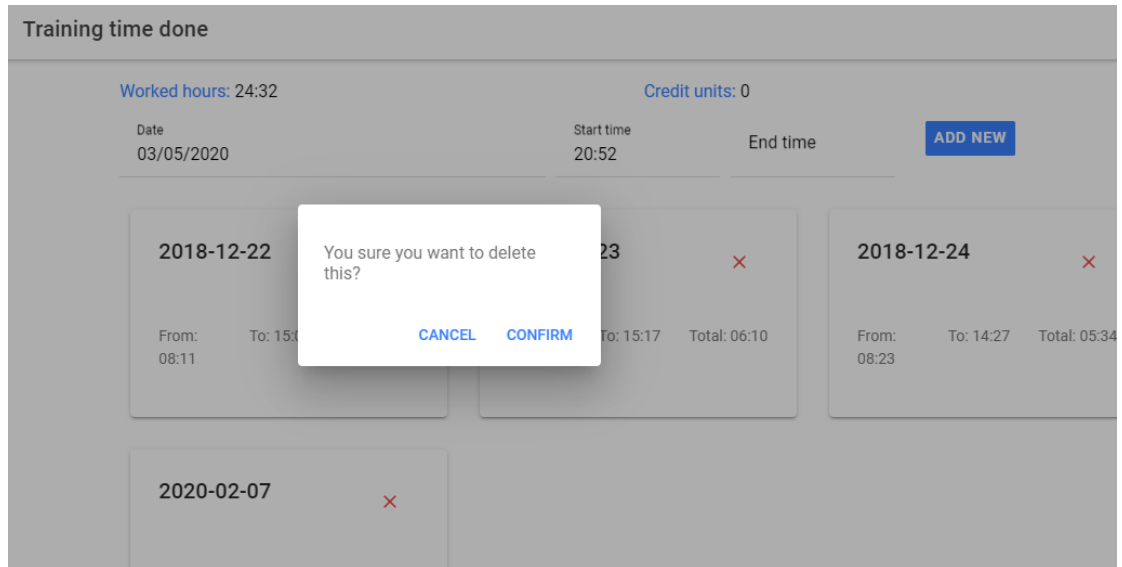 Training time done
Worked hours: 24:32 Credit units: 0
Date Start time
03/05/2020 20:52 End time ADD NEW
2018-12-22 23 2018-12-24
You sure you want to delete
this?
CANCEL CONFIRM
From: To: To: 15:17 Total: 06:10 From: To: 14:27 Total: 05:34
08:11 08:23
2020-02-07